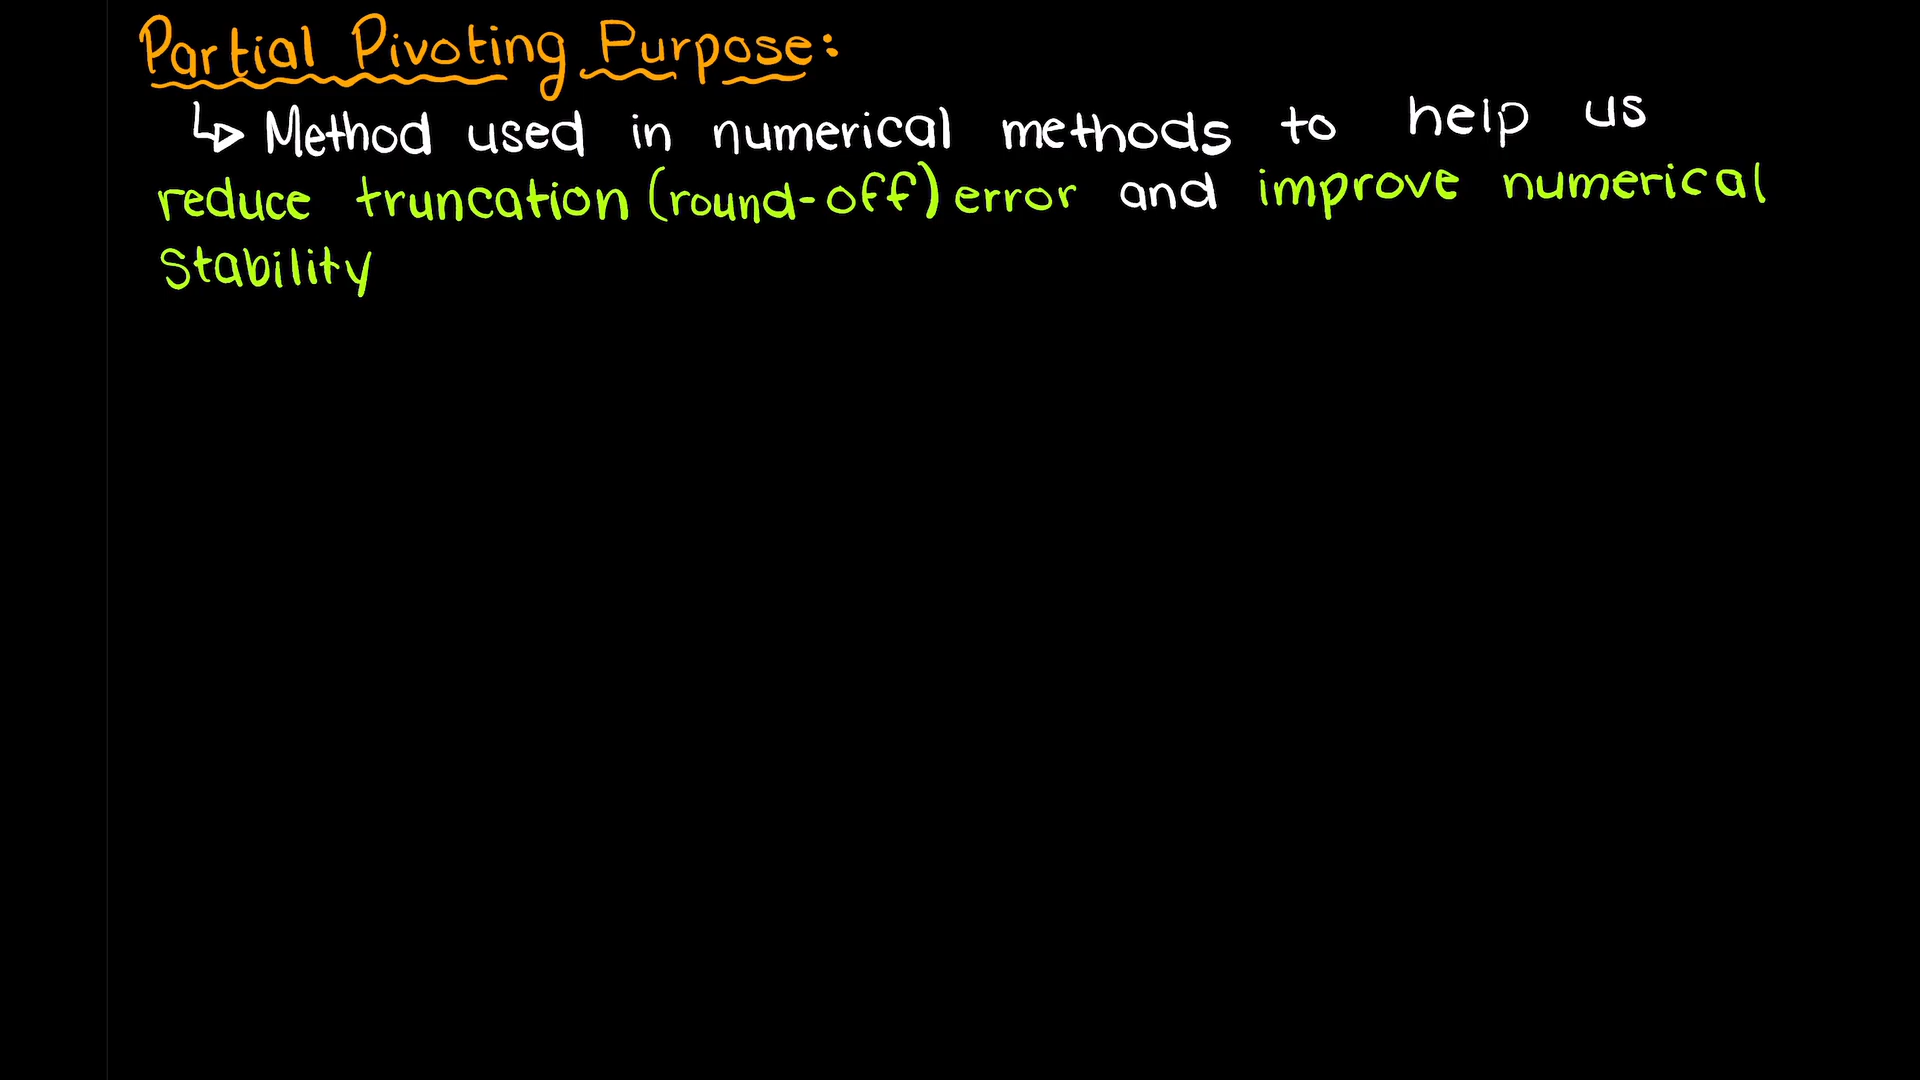 Partial Pivoting Purpose:
↳ Method used in numerical methods to help us
reduce truncation (round-off) error and improve numerical
stability